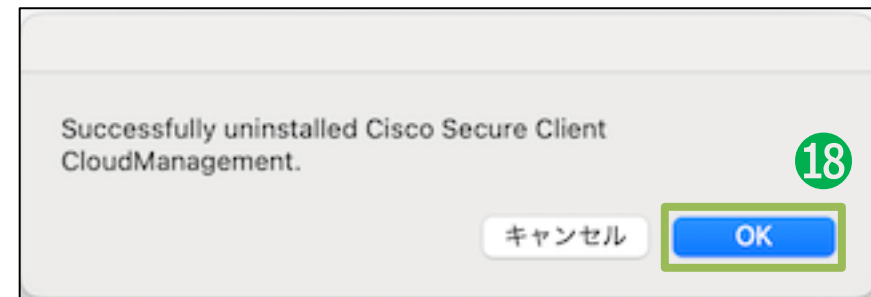 Successfully uninstalled Cisco Secure Client
CloudManagement.
18
キャンセル
OK